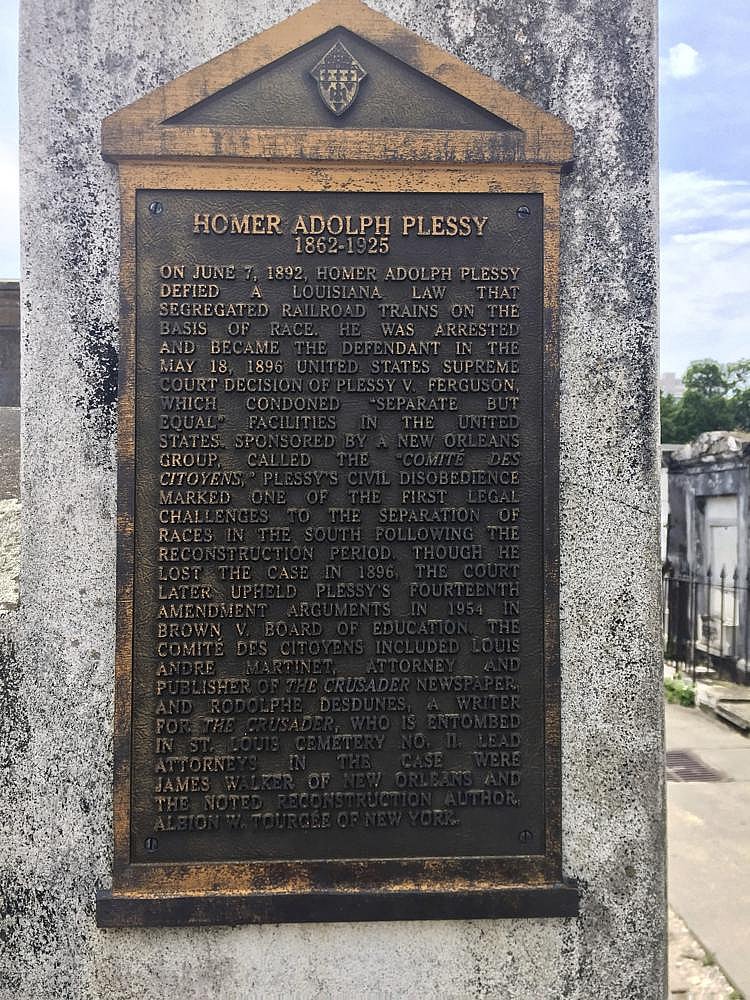 HOMER ADOLPH PLESSY
1862-1925
ON JUNE 7, 1892, HOMER ADOLPH PLESSY
DEFIED A LOUISIANA LAW THAT
SEGREGATED RAILROAD TRAINS ON THE
BASIS OF RACE. HE WAS ARRESTED
AND BECAME THE DEFENDANT IN THE
MAY 18, 1896 UNITED STATES SUPREME
COURT DECISION OF PLESSY V. FERGUSON,
WHICH CONDONED "SEPARATE BUT
EQUAL" FACILITIES IN THE UNITED
STATES. SPONSORED BY A NEW ORLEANS
GROUP, CALLED THE "COMITÉ DES
CITOYENS," PLESSY'S CIVIL DISOBEDIENCE
MARKED ONE OF THE FIRST LEGAL
CHALLENGES TO THE SEPARATION OF
RACES IN THE SOUTH FOLLOWING THE
RECONSTRUCTION PERIOD. THOUGH HE
LOST THE CASE IN 1896, THE COURT
LATER UPHELD PLESSY'S FOURTEENTH
AMENDMENT ARGUMENTS IN 1954 IN
BROWN V. BOARD OF EDUCATION. THE
COMITÉ DES CITOYENS INCLUDED LOUIS
ANDRE MARTINET, ATTORNEY AND
PUBLISHER OF THE CRUSADER NEWSPAPER,
AND RODOLPHE DESDUNES, A WRITER
FOR THE CRUSADER, WHO IS ENTOMBED
IN ST. LOUIS CEMETERY NO. II. LEAD
ATTORNEYS IN THE CASE WERE
JAMES WALKER OF NEW ORLEANS AND
THE NOTED RECONSTRUCTION AUTHOR,
ALBION W. TOURGÉE OF NEW YORK.